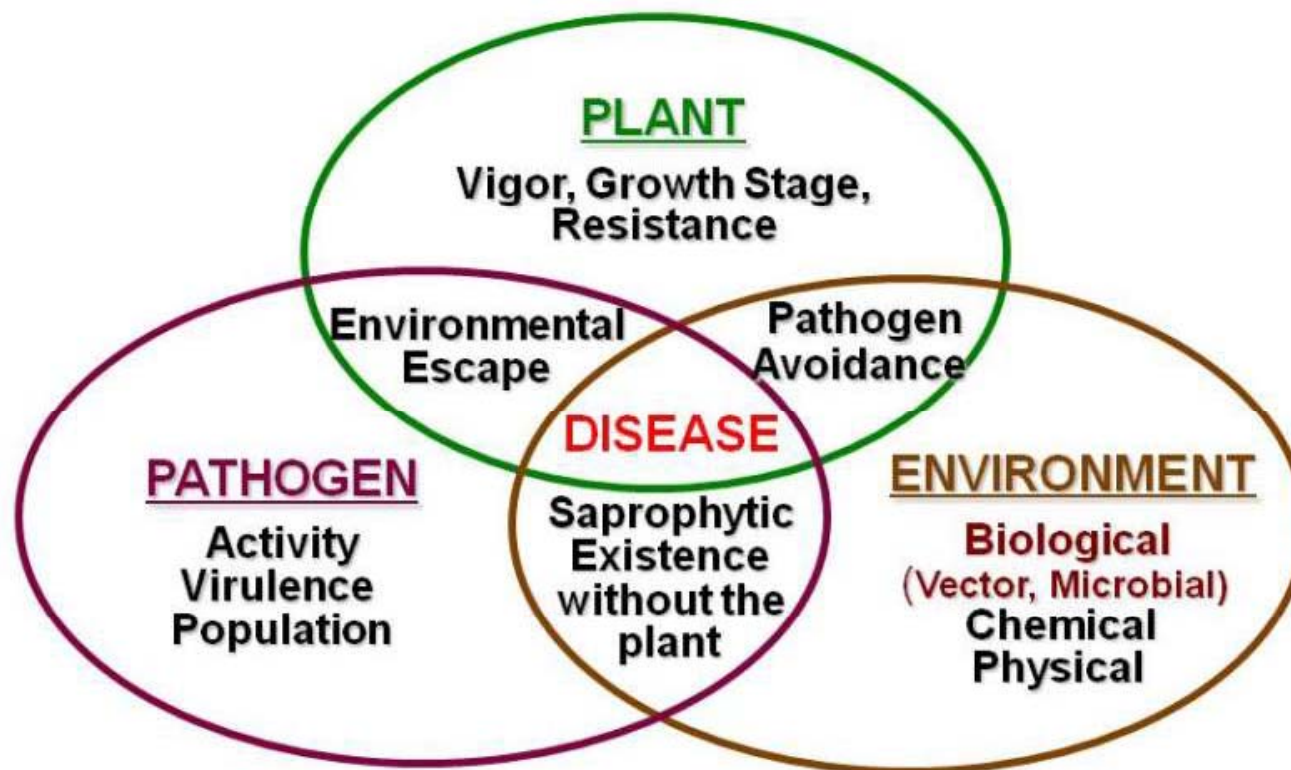 PLANT
Vigor, Growth Stage,
Resistance
Environmental
Escape
Pathogen
Avoidance
DISEASE
PATHOGEN
Activity
Virulence
Population
Saprophytic
Existence
without the
plant
ENVIRONMENT
Biological
(Vector, Microbial)
Chemical
Physical